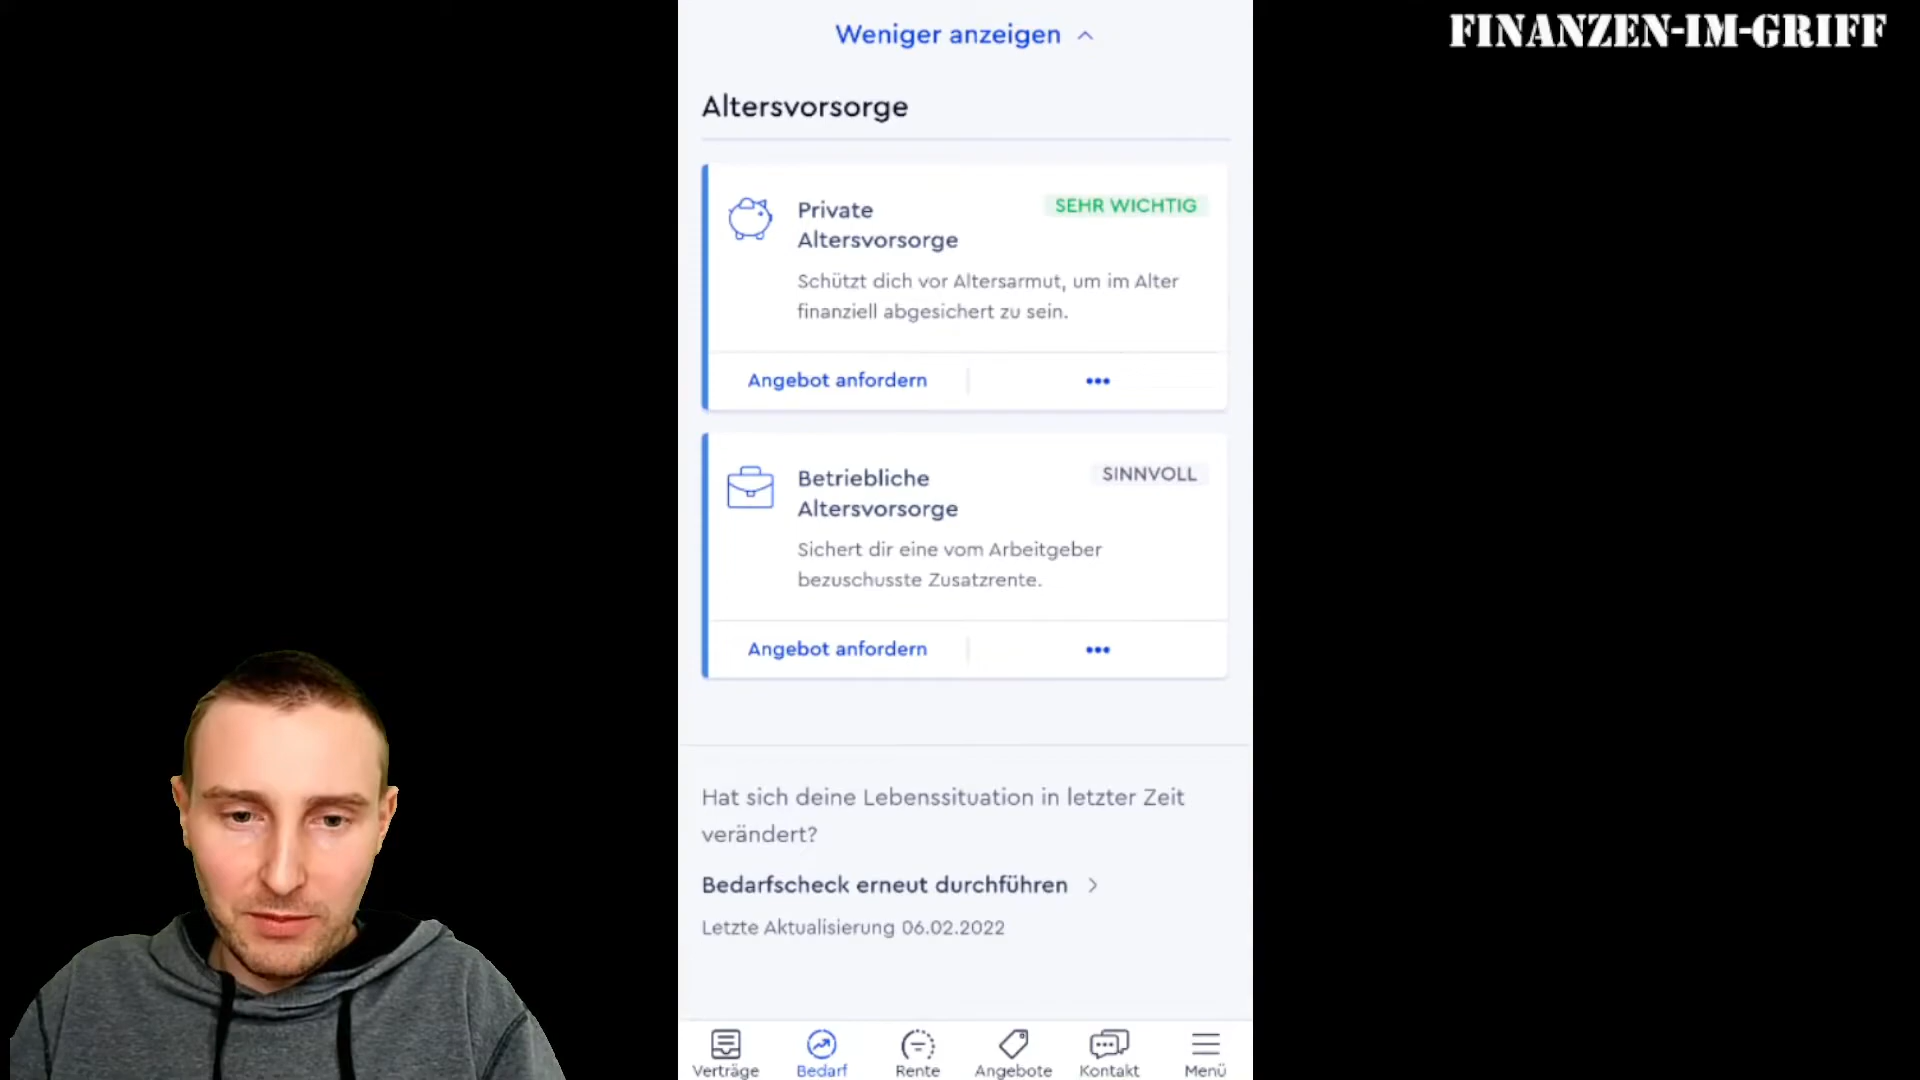 FINANZEN-IM-GRIFF
Weniger anzeigen
Altersvorsorge
Private
Altersvorsorge
SEHR WICHTIG
Schützt dich vor Altersarmut, um im Alter
finanziell abgesichert zu sein.
Angebot anfordern
Betriebliche
Altersvorsorge
SINNVOLL
Sichert dir eine vom Arbeitgeber
bezuschusste Zusatzrente.
Angebot anfordern
Hat sich deine Lebenssituation in letzter Zeit
verändert?
Bedarfscheck erneut durchführen
Letzte Aktualisierung 06.02.2022
Verträge Bedarf Rente Angebote Kontakt Menü